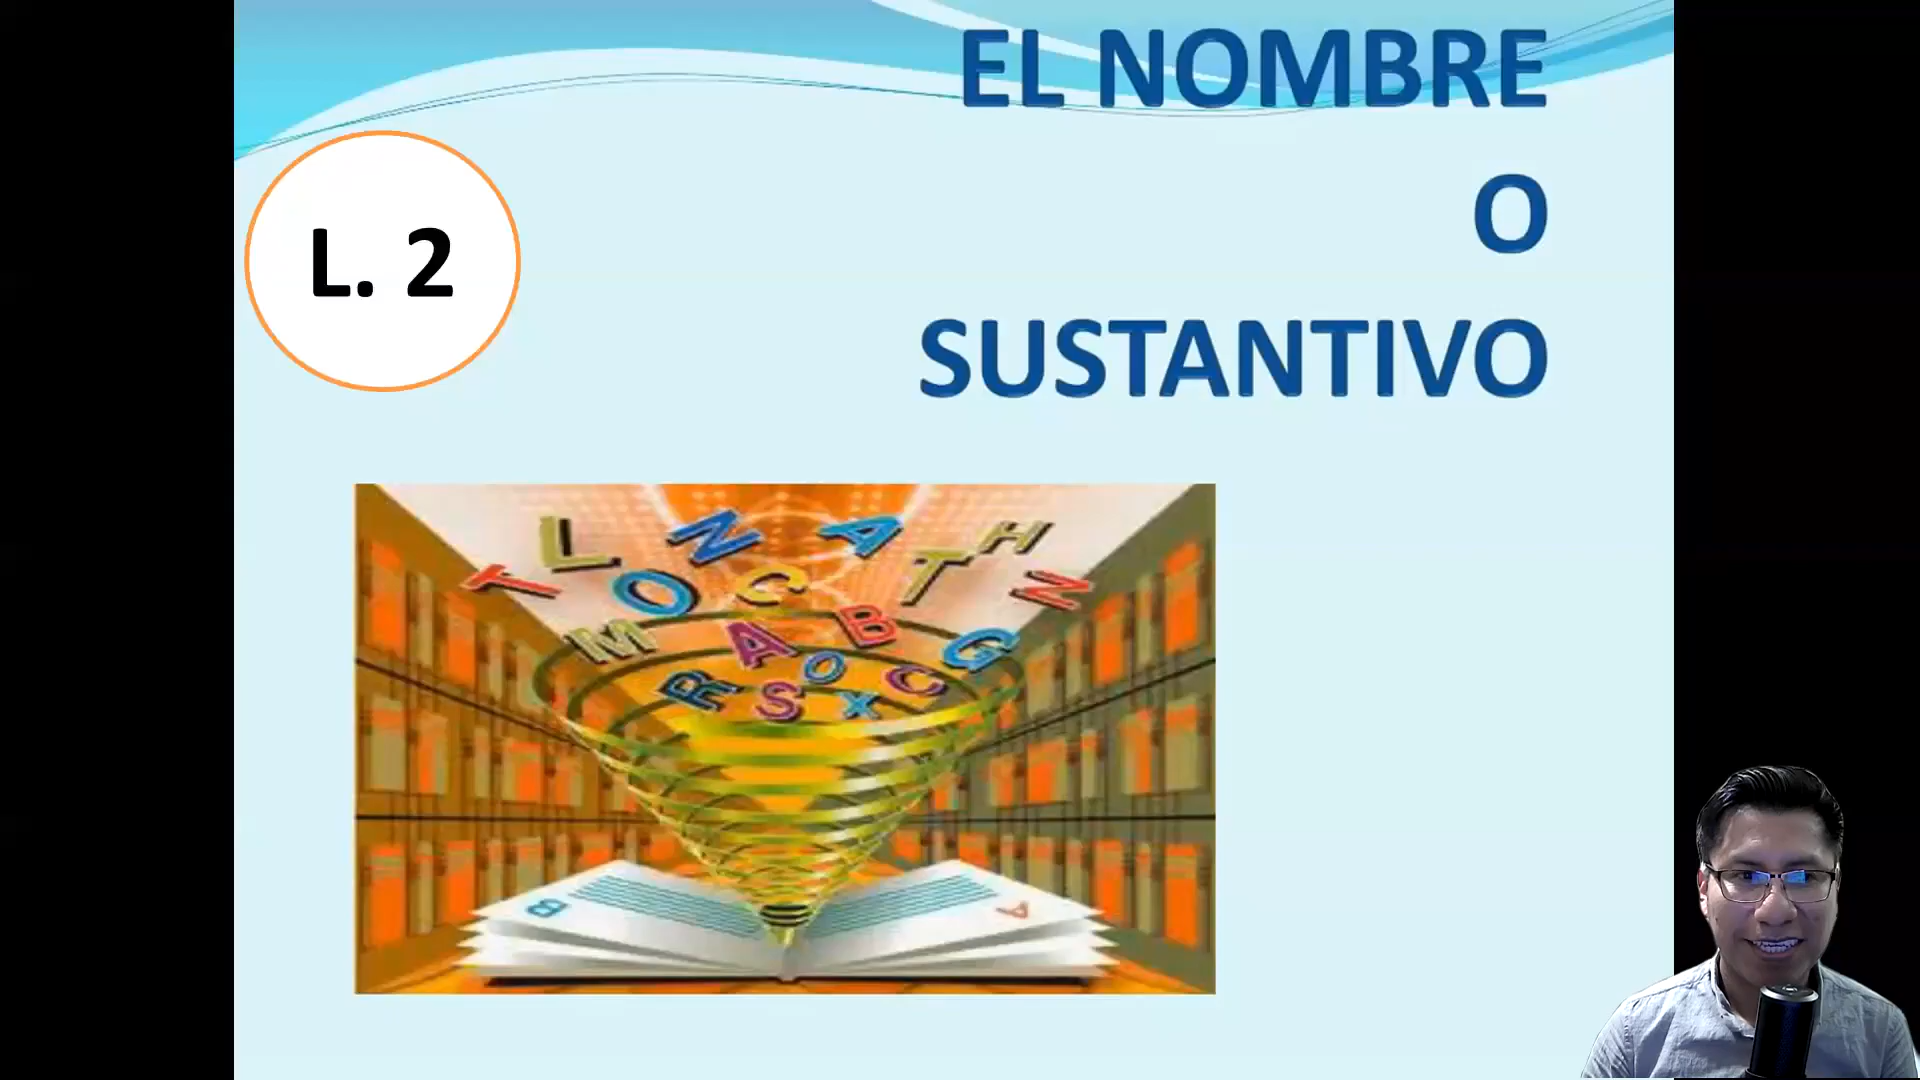 EL NOMBRE
O
SUSTANTIVO
L. 2
L N A H
T O C T N
M A B G
R S O X C
B A